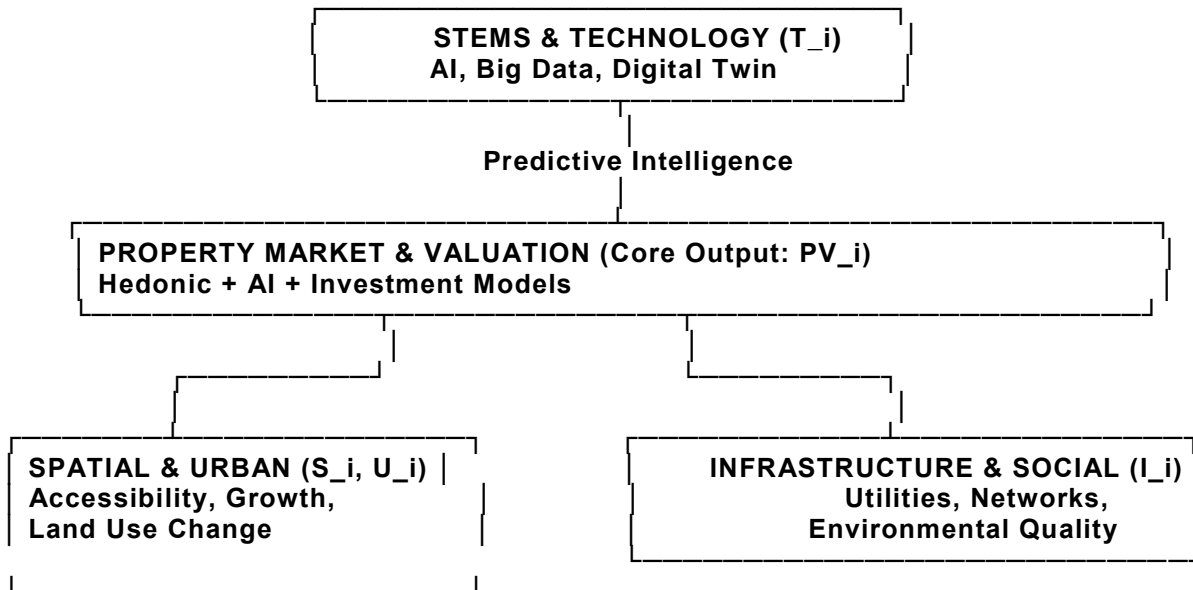 STEMS & TECHNOLOGY (T_i)
AI, Big Data, Digital Twin
Predictive Intelligence
PROPERTY MARKET & VALUATION (Core Output: PV_i)
Hedonic + AI + Investment Models
SPATIAL & URBAN (S_i, U_i)
Accessibility, Growth,
Land Use Change
INFRASTRUCTURE & SOCIAL (I_i)
Utilities, Networks,
Environmental Quality